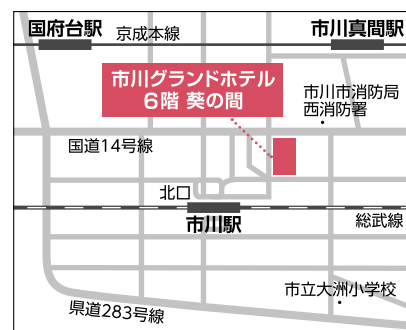 国府台駅
京成本線
市川真間駅
市川グランドホテル
6階 葵の間
市川市消防局
西消防署
国道14号線
北口
市川駅
総武線
市立大洲小学校
県道283号線